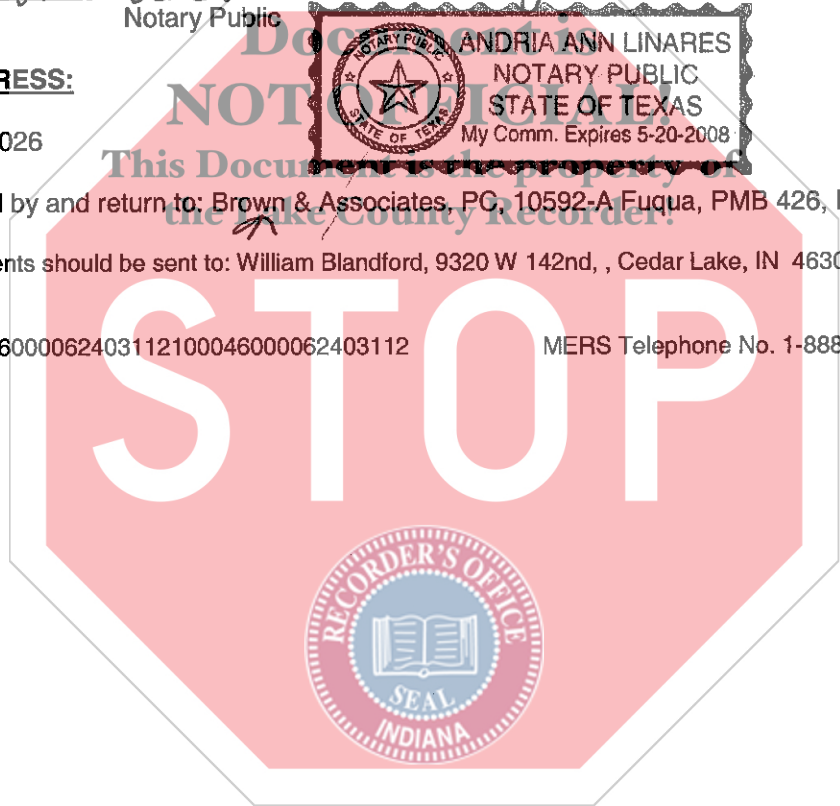 Notary Public
Document is
NOT OFFICIAL!
This Document is the property of
the Lake County Recorder!
NOTARY PUBLIC
STATE OF TEXAS
ANDRIA ANN LINARES
NOTARY PUBLIC
STATE OF TEXAS
My Comm. Expires 5-20-2008
RESS:
026
by and return to: Brown & Associates, PC, 10592-A Fuqua, PMB 426,
ents should be sent to: William Blandford, 9320 W 142nd, , Cedar Lake, IN 4630
6000062403112100046000062403112 MERS Telephone No. 1-888
STOP
RECORDER'S OFFICE
SEAL
INDIANA